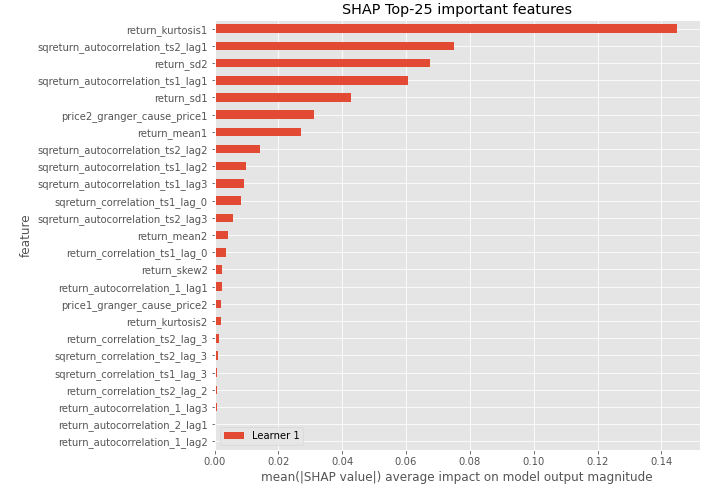 SHAP Top-25 important features
return_kurtosis1
sqreturn_autocorrelation_ts2_lag1
return_sd2
sqreturn_autocorrelation_ts1_lag1
return_sd1
price2_granger_cause_price1
return_mean1
sqreturn_autocorrelation_ts2_lag2
sqreturn_autocorrelation_ts1_lag2
sqreturn_autocorrelation_ts1_lag3
sqreturn_correlation_ts1_lag_0
sqreturn_autocorrelation_ts2_lag3
return_mean2
return_correlation_ts1_lag_0
return_skew2
return_autocorrelation_1_lag1
price1_granger_cause_price2
return_kurtosis2
return_correlation_ts2_lag_3
sqreturn_correlation_ts2_lag_3
sqreturn_correlation_ts1_lag_3
return_correlation_ts2_lag_2
return_autocorrelation_1_lag3
return_autocorrelation_2_lag1
return_autocorrelation_1_lag2
feature
Learner 1
0.00 0.02 0.04 0.06 0.08 0.10 0.12 0.14
mean(|SHAP value|) average impact on model output magnitude